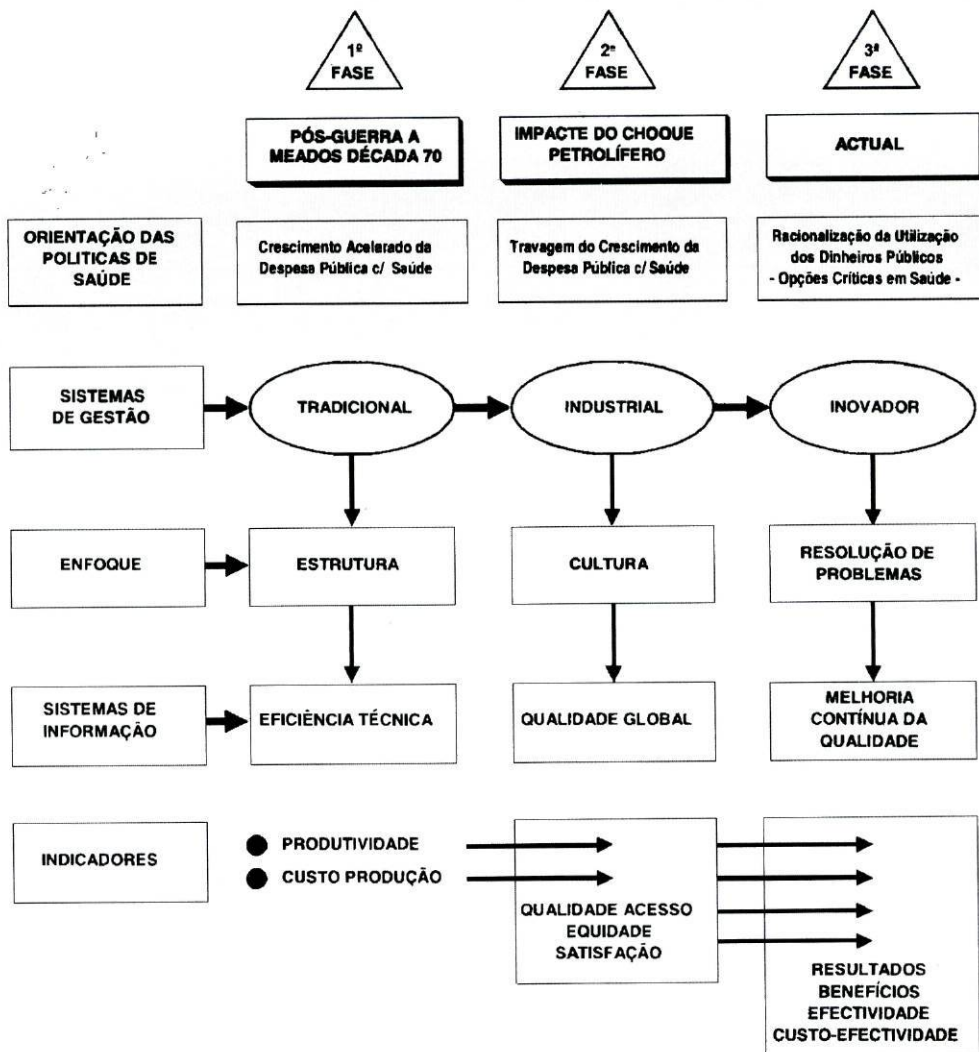 1º
FASE
2ª
FASE
3ª
FASE
PÓS-GUERRA A
MEADOS DÉCADA 70
IMPACTE DO CHOQUE
PETROLÍFERO
ACTUAL
ORIENTAÇÃO DAS
POLITICAS DE
SAÚDE
Crescimento Acelerado da
Despesa Pública c/ Saúde
Travagem do Crescimento da
Despesa Pública c/ Saúde
Racionalização da Utilização
dos Dinheiros Públicos
- Opções Críticas em Saúde -
SISTEMAS
DE GESTÃO
TRADICIONAL
INDUSTRIAL
INOVADOR
ENFOQUE
ESTRUTURA
CULTURA
RESOLUÇÃO DE
PROBLEMAS
SISTEMAS DE
INFORMAÇÃO
EFICIÊNCIA TÉCNICA
QUALIDADE GLOBAL
MELHORIA
CONTÍNUA DA
QUALIDADE
INDICADORES
PRODUTIVIDADE
CUSTO PRODUÇÃO
QUALIDADE ACESSO
EQUIDADE
SATISFAÇÃO
RESULTADOS
BENEFÍCIOS
EFECTIVIDADE
CUSTO-EFECTIVIDADE